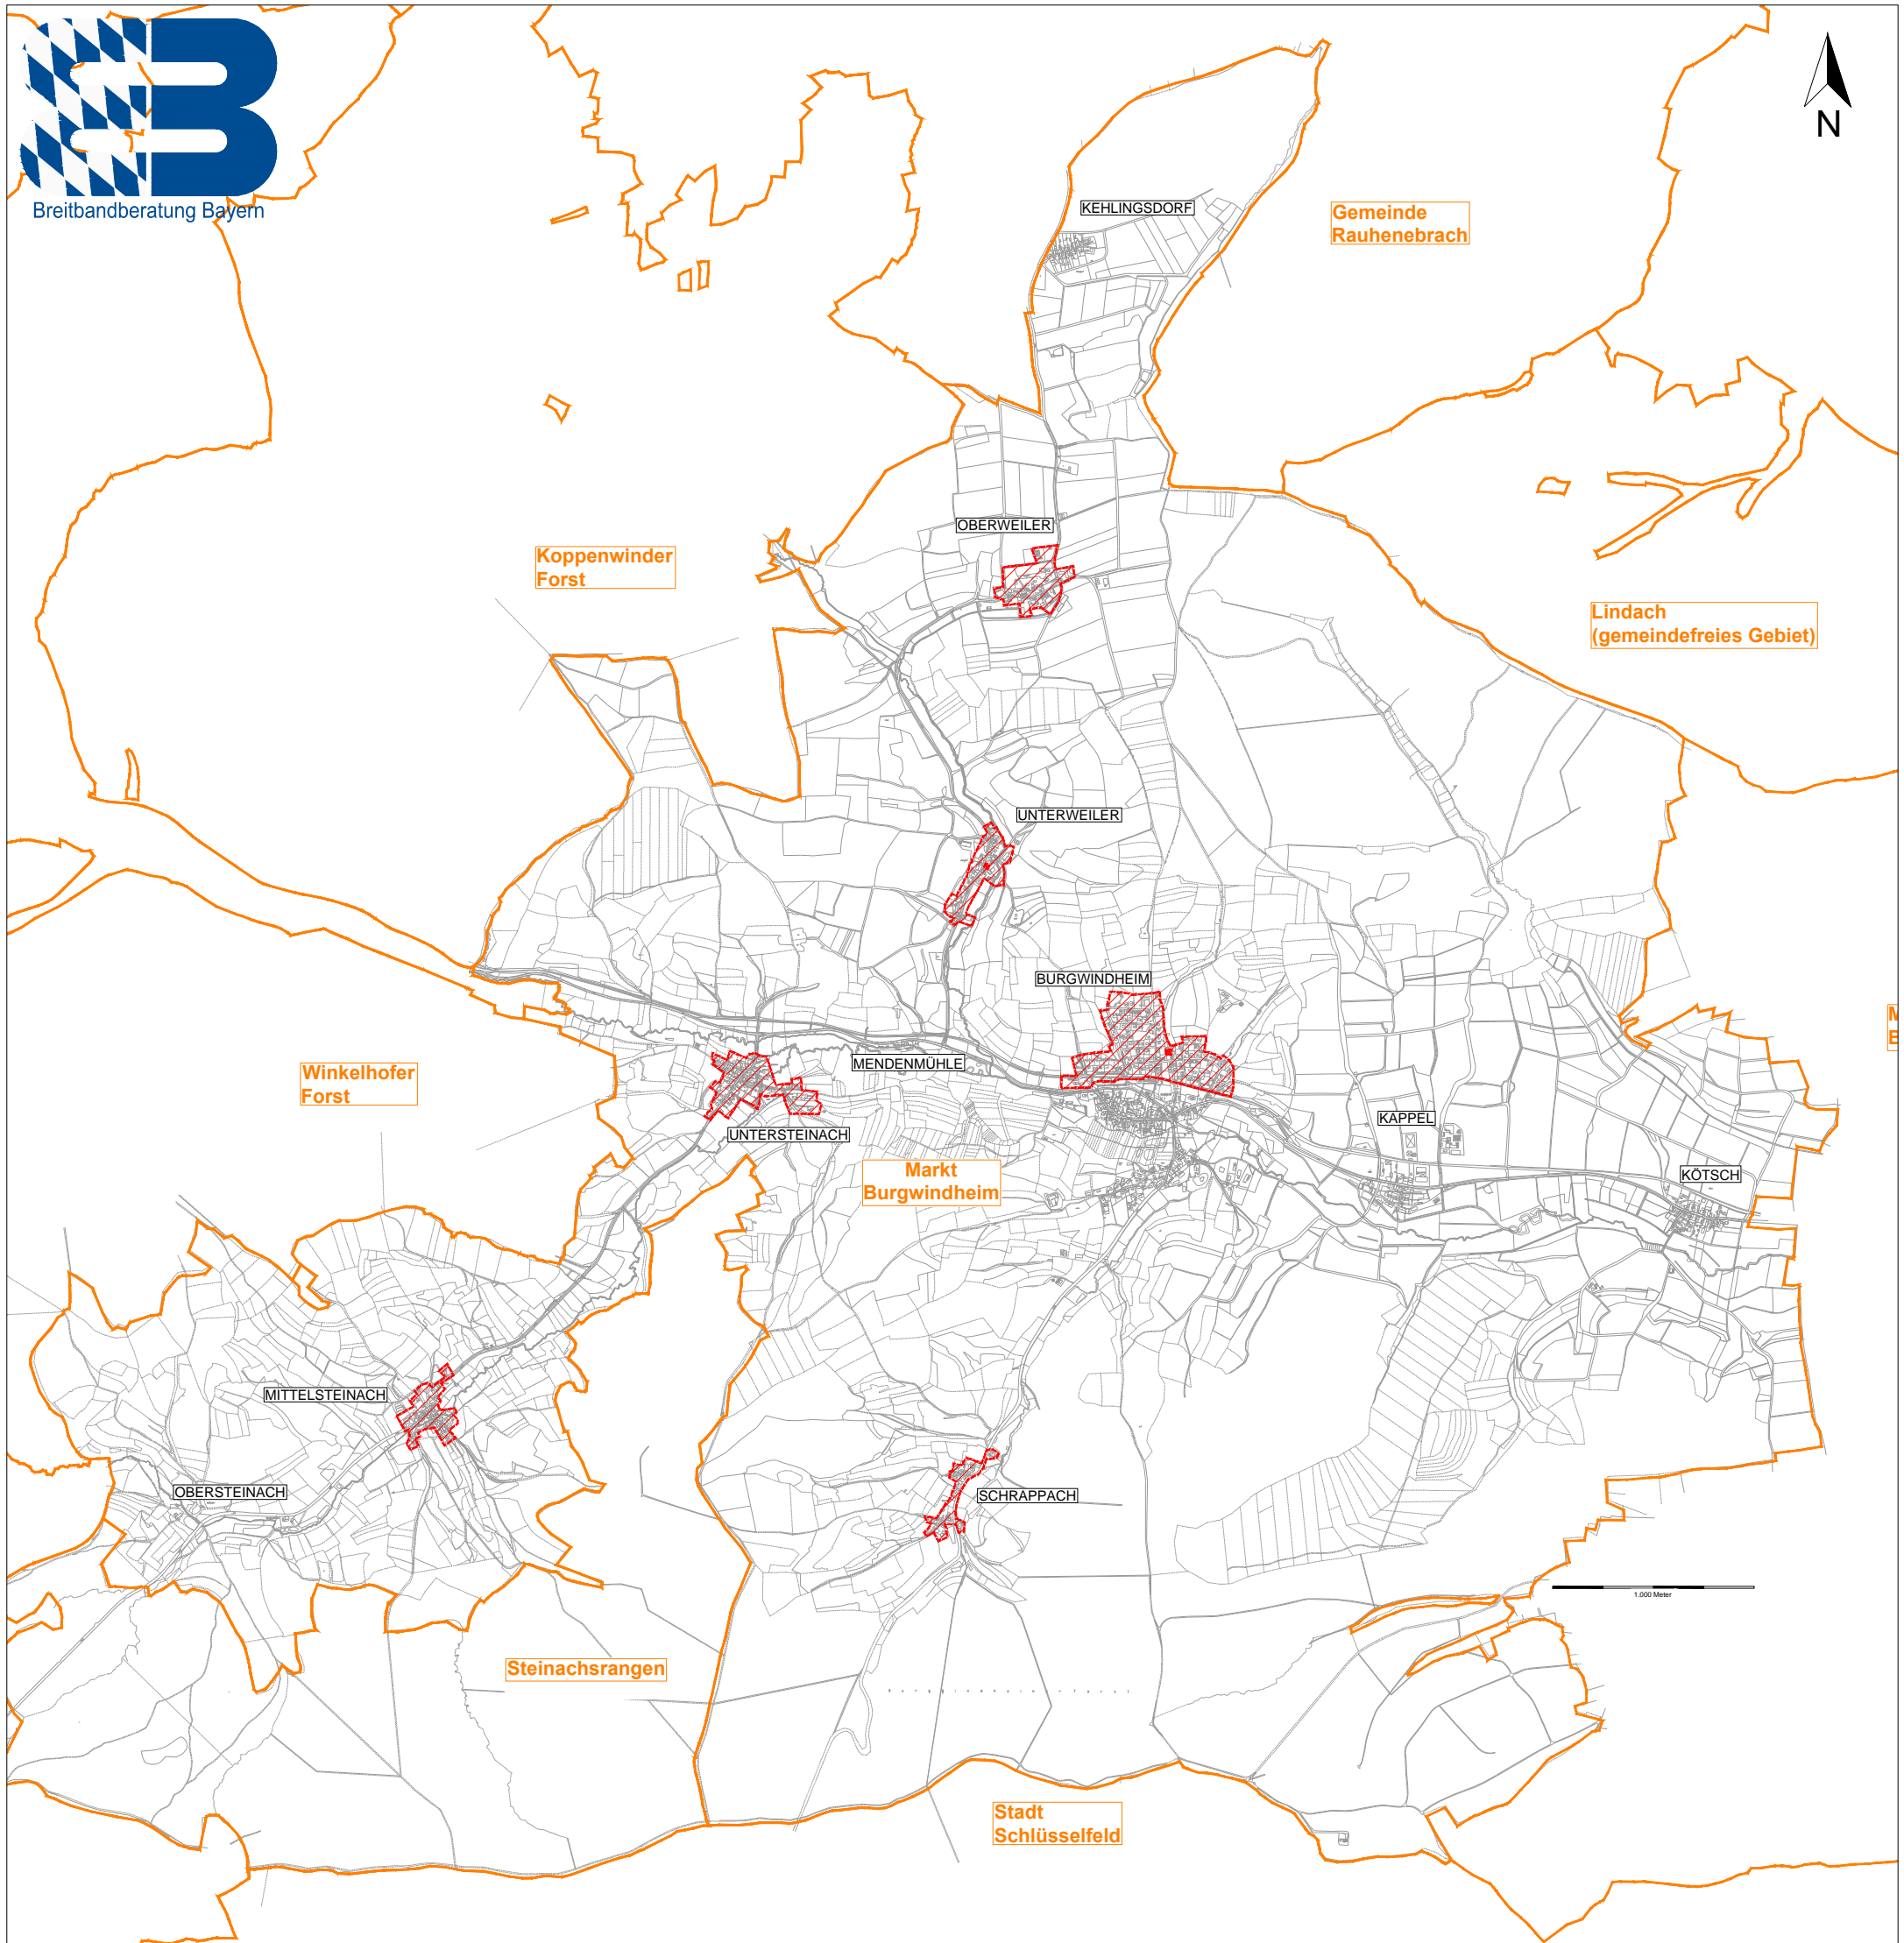 Breitbandberatung Bayern
N
KEHLINGSDORF
Gemeinde
Rauhenebrach
OBERWEILER
Koppenwinder
Forst
Lindach
(gemeindefreies Gebiet)
UNTERWEILER
BURGWINDHEIM
MENDENMÜHLE
Winkelhofer
Forst
KAPPEL
UNTERSTEINACH
Markt
Burgwindheim
KÖTSCH
MITTELSTEINACH
OBERSTEINACH
SCHRAPPACH
1.000 Meter
Steinachsrangen
Stadt
Schlüsselfeld